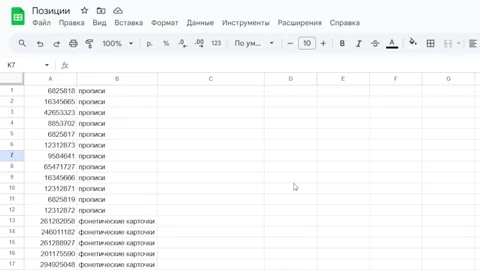 Позиции
Файл Правка Вид Вставка Формат Данные Инструменты Расширения Справка
100% р. % .0 .00 123 По ум... 10 B I S A
K7 fx
A B C D E F G
1 6825818 прописи
2 16345665 прописи
3 42653323 прописи
4 8853702 прописи
5 6825817 прописи
6 12312873 прописи
7 9584641 прописи
8 65471727 прописи
9 16345666 прописи
10 12312871 прописи
11 6825819 прописи
12 12312872 прописи
13 261282058 фонетические карточки
14 246011182 фонетические карточки
15 261288927 фонетические карточки
16 201175590 фонетические карточки
17 294925048 фонетические карточки